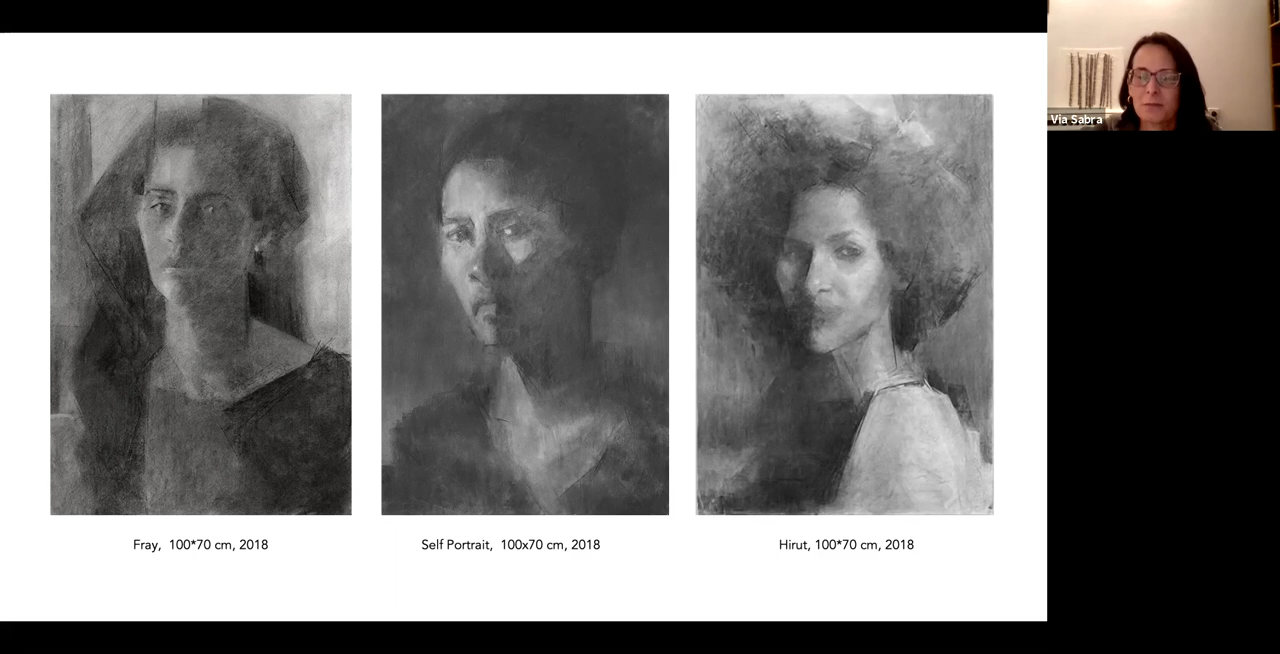 Via Sabra
Fray,  100*70 cm, 2018
Self Portrait,  100x70 cm, 2018
Hirut, 100*70 cm, 2018